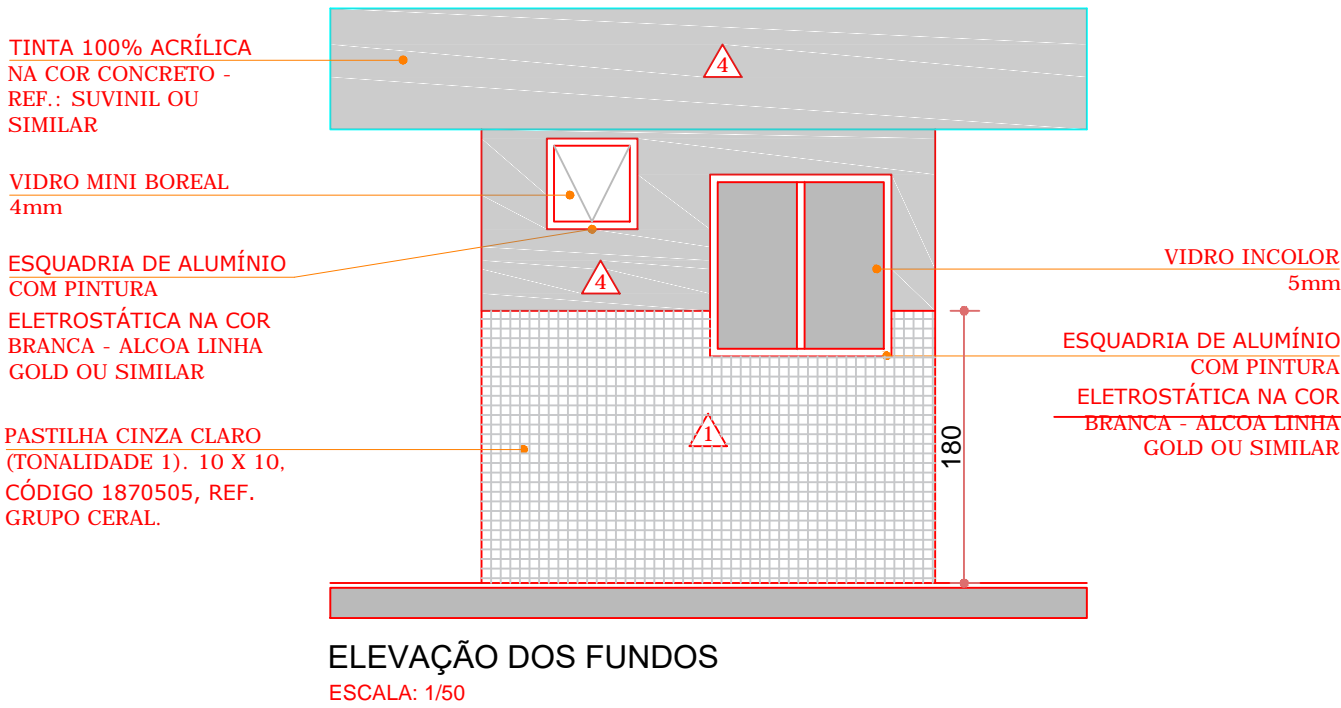 TINTA 100% ACRÍLICA
NA COR CONCRETO -
REF.: SUVINIL OU
SIMILAR
4
VIDRO MINI BOREAL
4mm
ESQUADRIA DE ALUMÍNIO
COM PINTURA
ELETROSTÁTICA NA COR
BRANCA - ALCOA LINHA
GOLD OU SIMILAR
4
VIDRO INCOLOR
5mm
ESQUADRIA DE ALUMÍNIO
COM PINTURA
ELETROSTÁTICA NA COR
BRANCA - ALCOA LINHA
GOLD OU SIMILAR
PASTILHA CINZA CLARO
(TONALIDADE 1). 10 X 10,
CÓDIGO 1870505, REF.
GRUPO CERAL.
1
180
ELEVAÇÃO DOS FUNDOS
ESCALA: 1/50